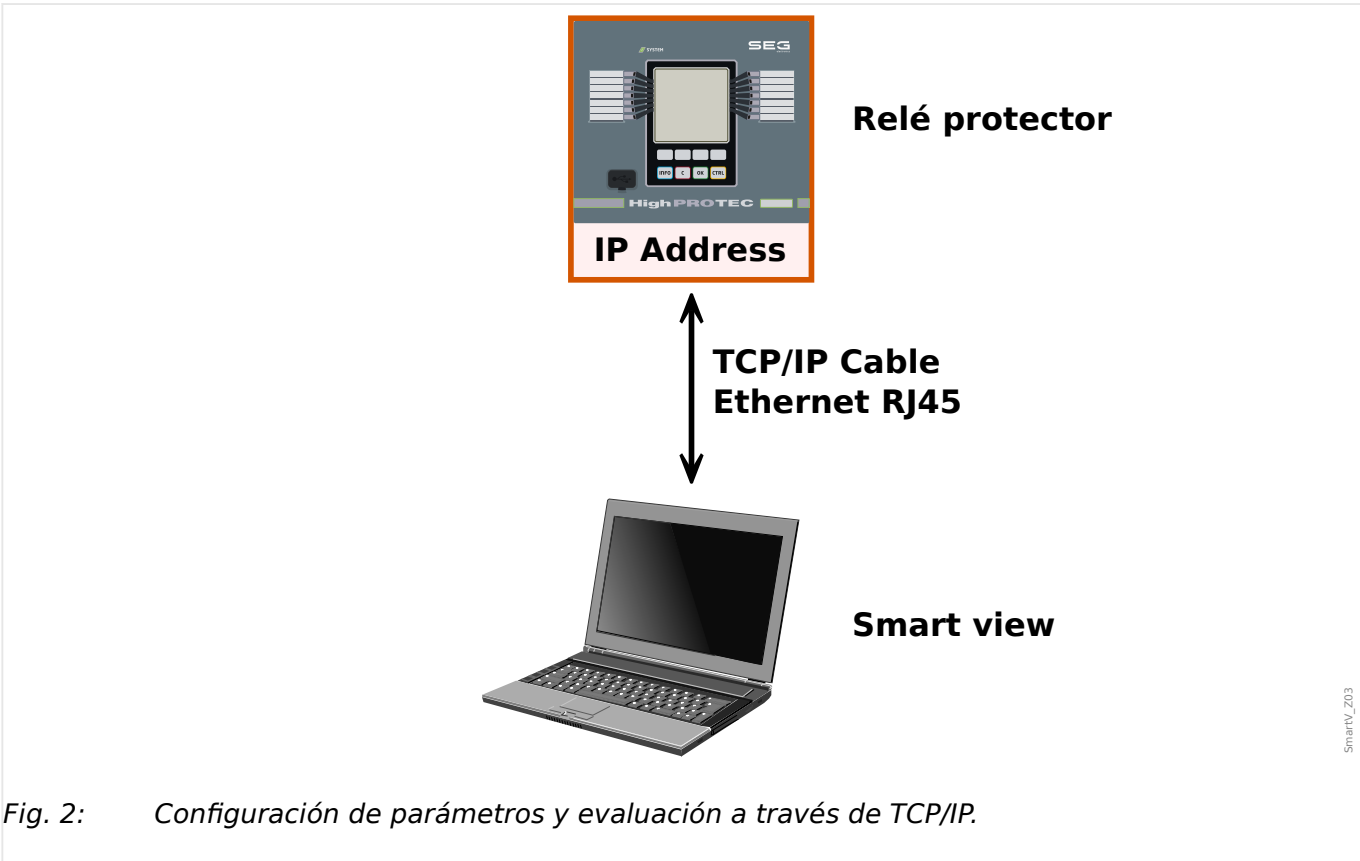 SYSTEM
SEG
INFO C OK CTRL
HighPROTEC
IP Address
Relé protector
TCP/IP Cable
Ethernet RJ45
Smart view
SmartV_Z03
Fig. 2: Configuración de parámetros y evaluación a través de TCP/IP.